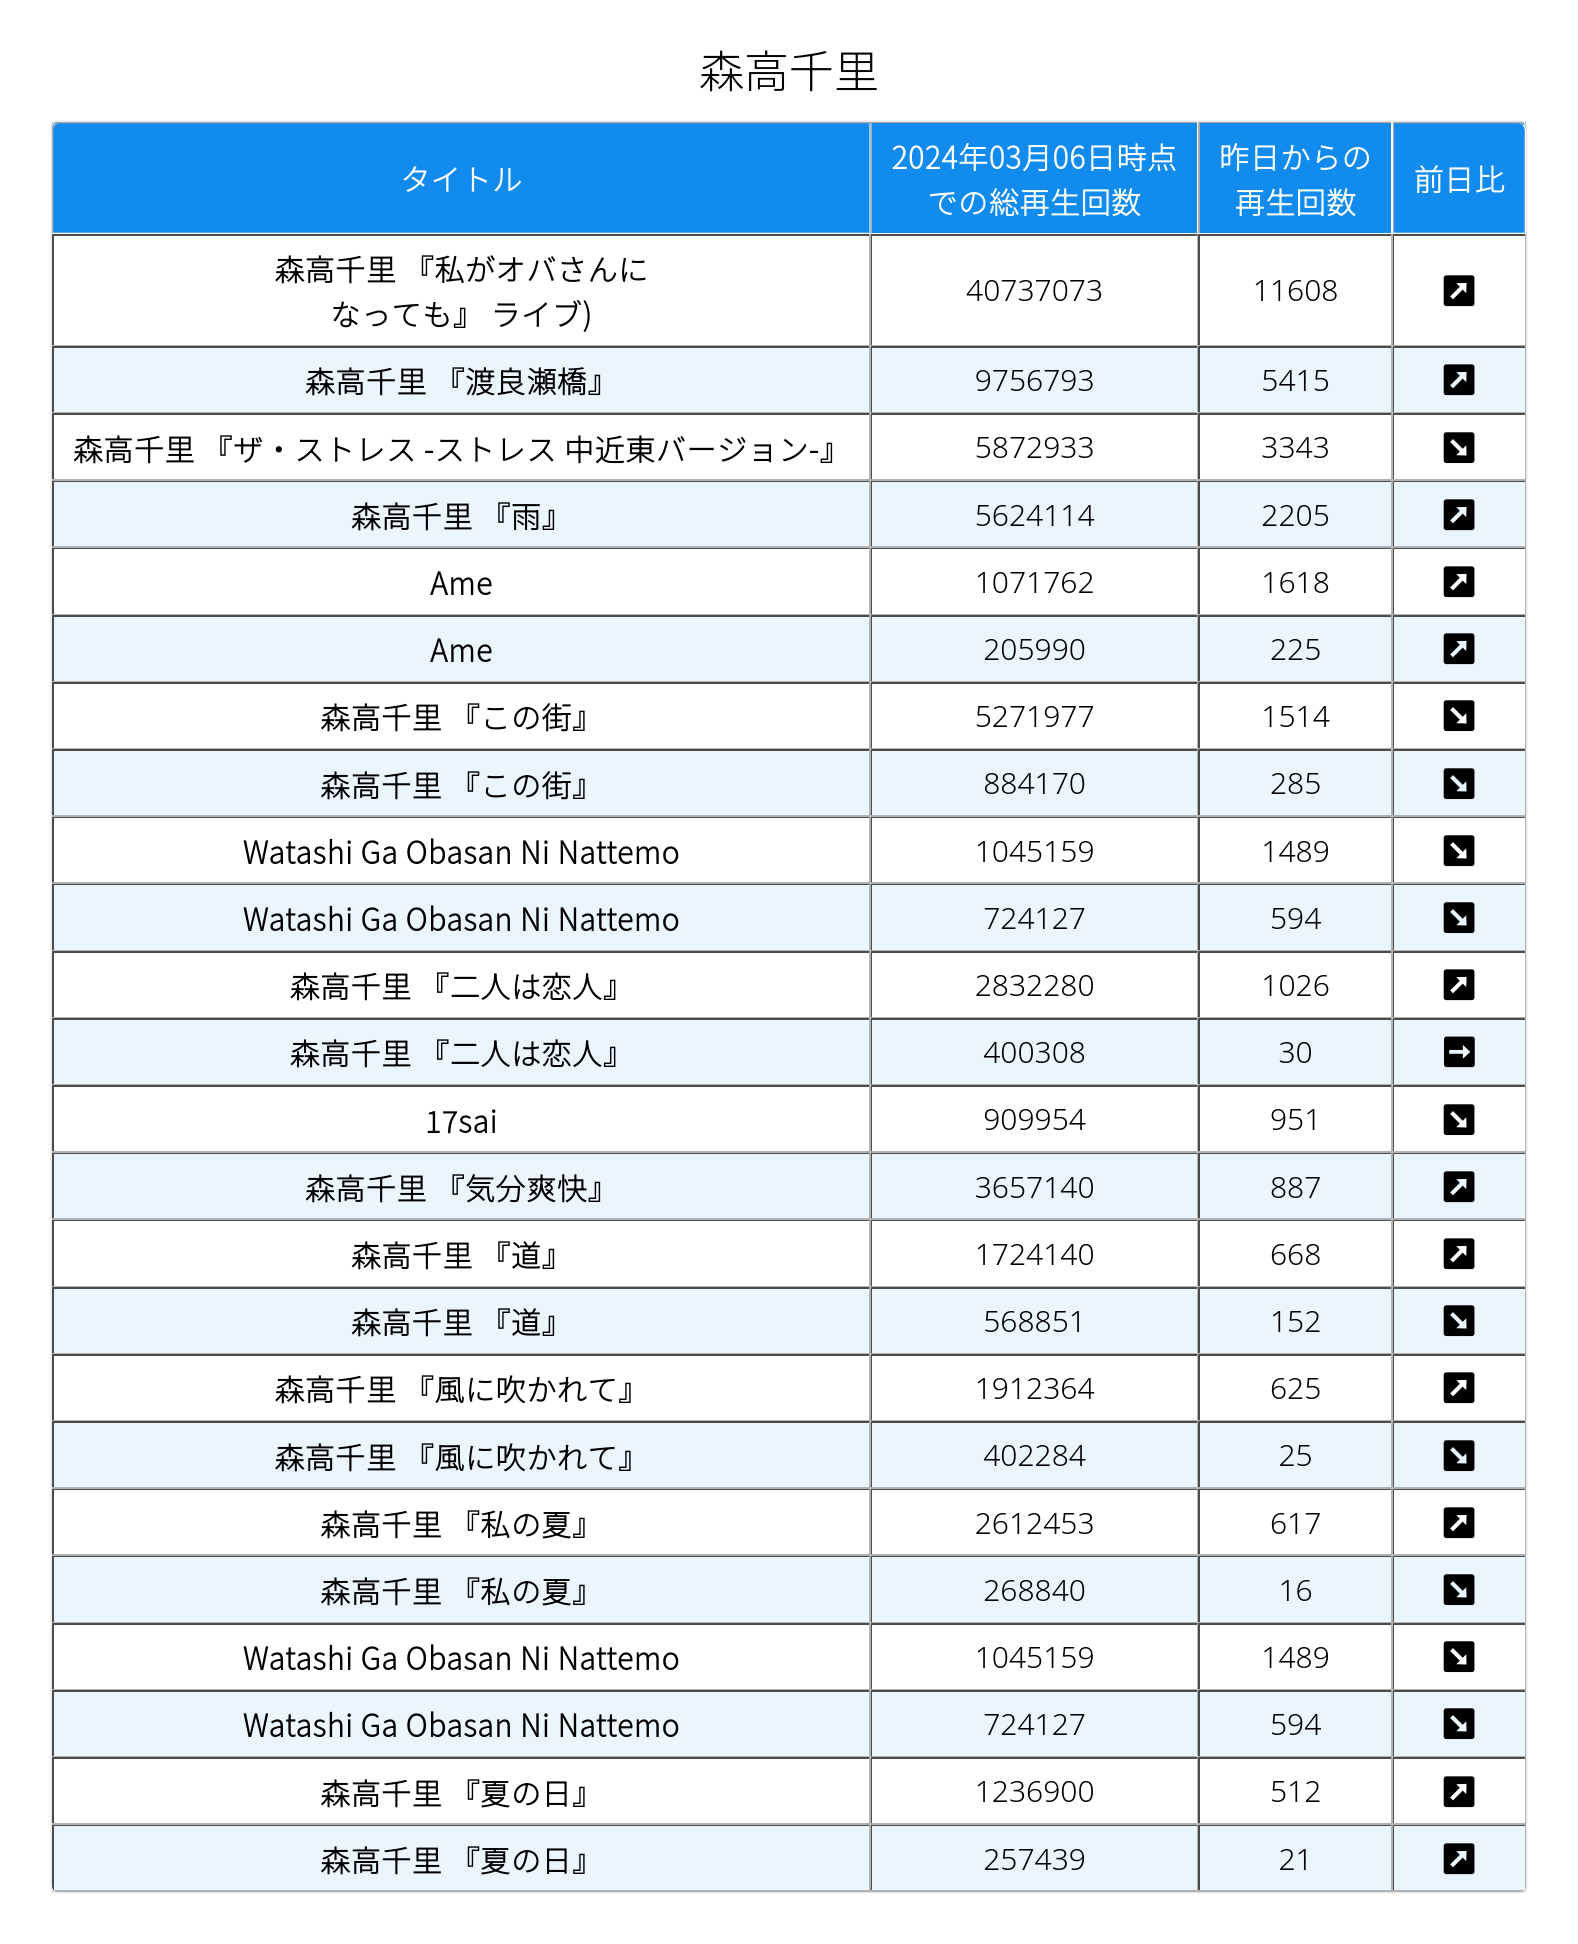 森高千里
タイトル
2024年03月06日時点
での総再生回数
昨日からの
再生回数
前日比
森高千里 『私がオバさんに
なっても』 ライブ)
40737073
11608
森高千里 『渡良瀬橋』
9756793
5415
森高千里 『ザ・ストレス -ストレス 中近東バージョン-』
5872933
3343
森高千里 『雨』
5624114
2205
Ame
1071762
1618
Ame
205990
225
森高千里 『この街』
5271977
1514
森高千里 『この街』
884170
285
Watashi Ga Obasan Ni Nattemo
1045159
1489
Watashi Ga Obasan Ni Nattemo
724127
594
森高千里 『二人は恋人』
2832280
1026
森高千里 『二人は恋人』
400308
30
17sai
909954
951
森高千里 『気分爽快』
3657140
887
森高千里 『道』
1724140
668
森高千里 『道』
568851
152
森高千里 『風に吹かれて』
1912364
625
森高千里 『風に吹かれて』
402284
25
森高千里 『私の夏』
2612453
617
森高千里 『私の夏』
268840
16
Watashi Ga Obasan Ni Nattemo
1045159
1489
Watashi Ga Obasan Ni Nattemo
724127
594
森高千里 『夏の日』
1236900
512
森高千里 『夏の日』
257439
21